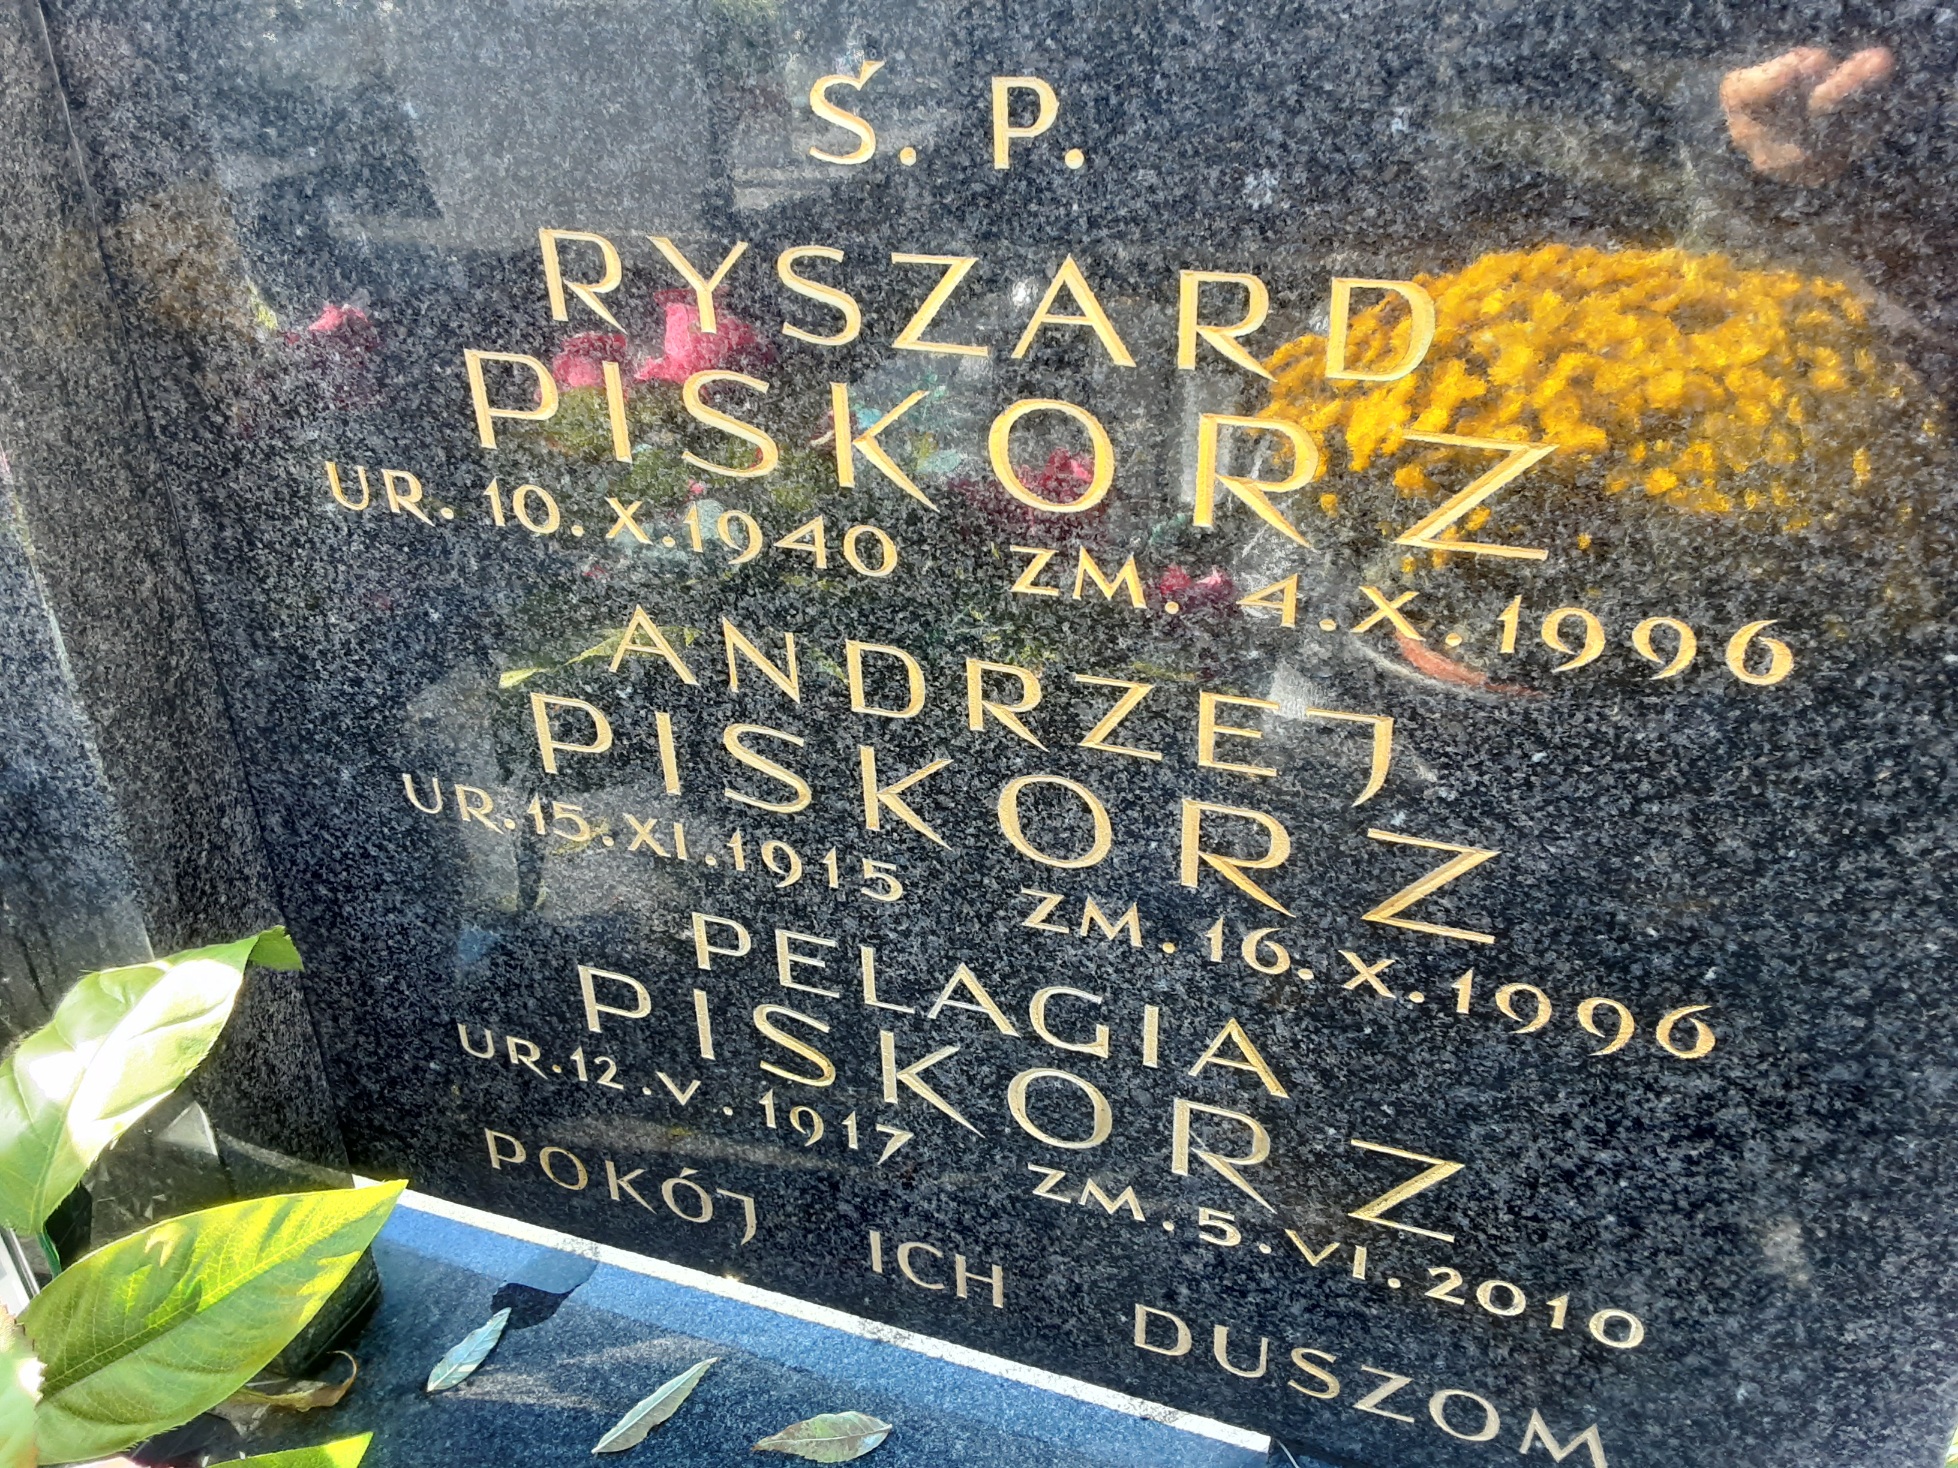 Ś. P.
RYSZARD
PISKORZ
UR. 10. X. 1940 ZM. 4. X. 1996
ANDRZEJ
PISKORZ
UR. 15. XI. 1915 ZM. 16. X. 1996
PELAGIA
PISKORZ
UR. 12. V. 1917 ZM. 5. VI. 2010
POKÓJ ICH DUSZOM